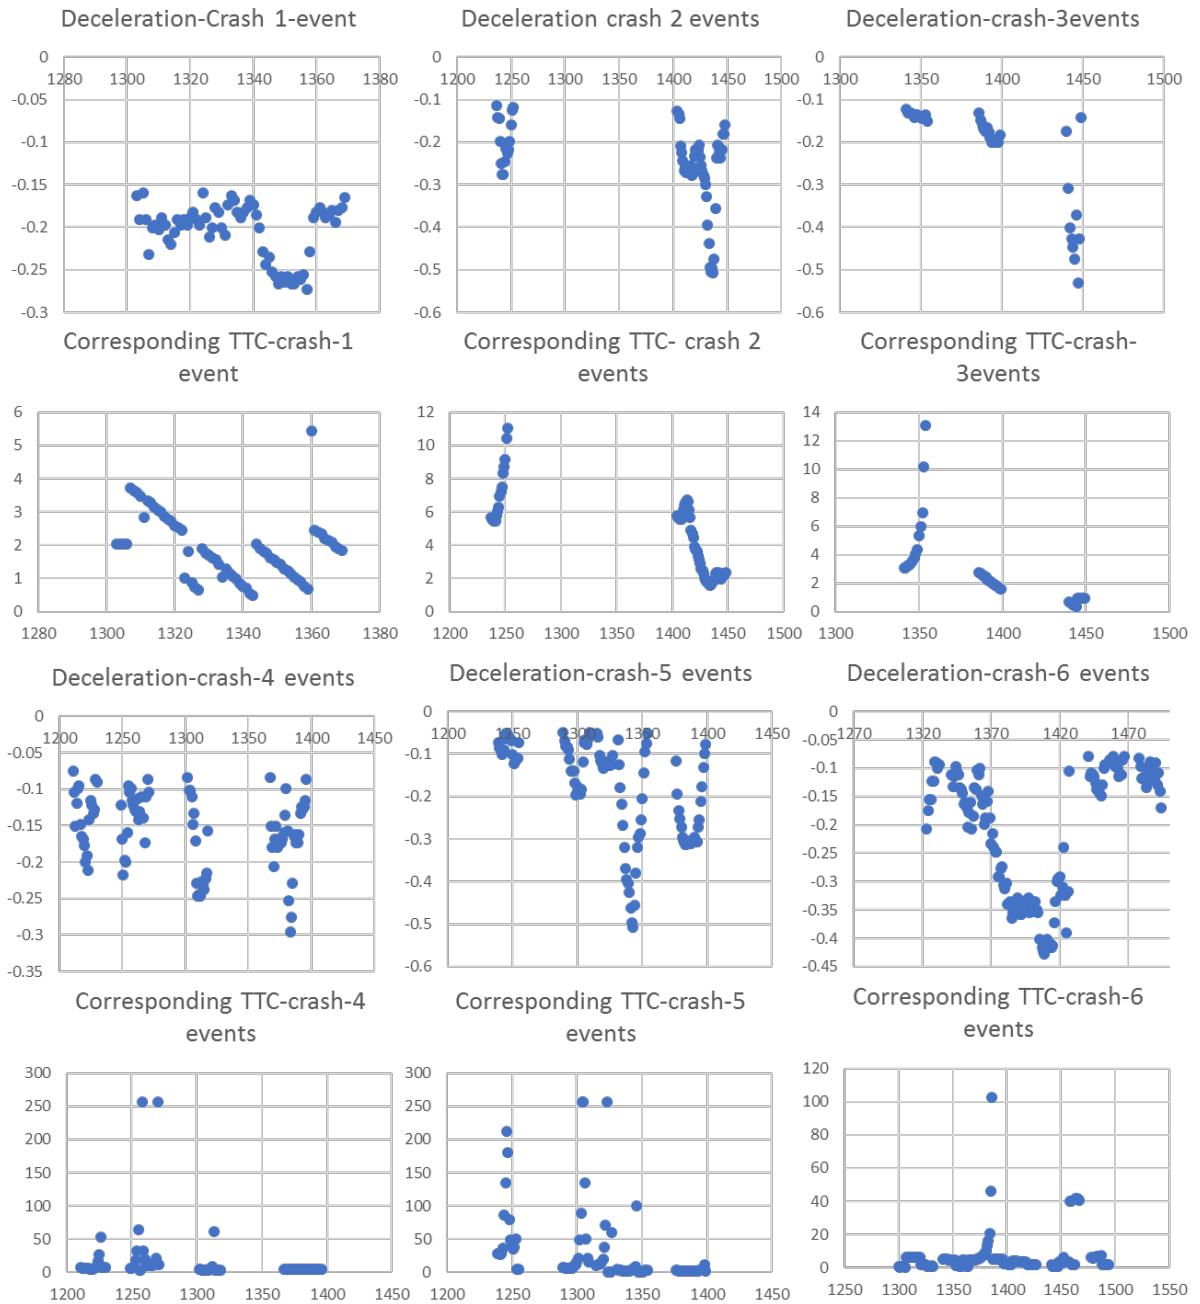 Deceleration-Crash 1-event
Deceleration crash 2 events
Deceleration-crash-3events
0
1280 1300 1320 1340 1360 1380
-0.05
-0.1
-0.15
-0.2
-0.25
-0.3
0
1200 1250 1300 1350 1400 1450 1500
-0.1
-0.2
-0.3
-0.4
-0.5
-0.6
0
1300 1350 1400 1450 1500
-0.1
-0.2
-0.3
-0.4
-0.5
-0.6
Corresponding TTC-crash-1
event
Corresponding TTC- crash 2
events
Corresponding TTC-crash-
3events
6
5
4
3
2
1
0
1280 1300 1320 1340 1360 1380
12
10
8
6
4
2
0
1200 1250 1300 1350 1400 1450 1500
14
12
10
8
6
4
2
0
1300 1350 1400 1450 1500
Deceleration-crash-4 events
Deceleration-crash-5 events
Deceleration-crash-6 events
0
1200 1250 1300 1350 1400 1450
-0.05
-0.1
-0.15
-0.2
-0.25
-0.3
-0.35
0
1200 1250 1300 1350 1400 1450
-0.1
-0.2
-0.3
-0.4
-0.5
-0.6
0
1270 1320 1370 1420 1470
-0.05
-0.1
-0.15
-0.2
-0.25
-0.3
-0.35
-0.4
-0.45
Corresponding TTC-crash-4
events
Corresponding TTC-crash-5
events
Corresponding TTC-crash-6
events
300
250
200
150
100
50
0
1200 1250 1300 1350 1400 1450
300
250
200
150
100
50
0
1200 1250 1300 1350 1400 1450
120
100
80
60
40
20
0
1250 1300 1350 1400 1450 1500 1550